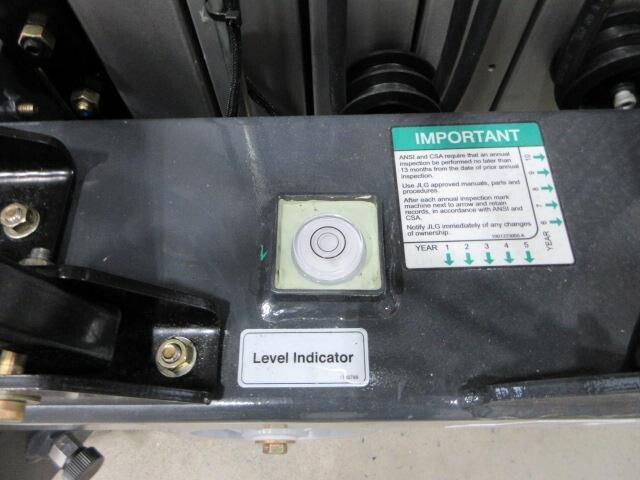 IMPORTANT
ANSI and CSA require that an annual
inspection be performed no later than
13 months from the date of prior annual
inspection.
Use JLG approved manuals, parts and
procedures.
After each annual inspection mark
machine next to arrow and retain
records, in accordance with ANSI and
CSA.
Notify JLG immediately of any changes
of ownership.
YEAR 1 2 3 4 5
YEAR 6 7 8 9 10
Level Indicator